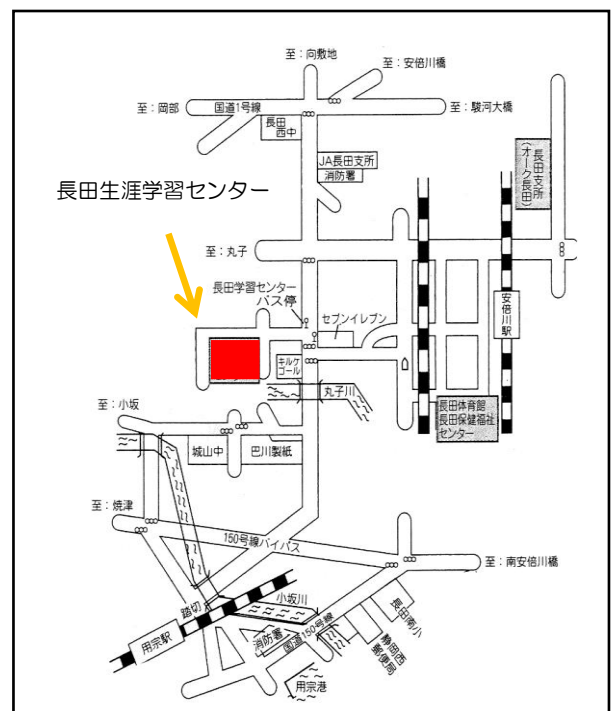 至：向敷地
至：安倍川橋
至：岡部
国道1号線
至：駿河大橋
長田
西中
JA長田支所
消防署
長田支所
（オーク長田）
長田生涯学習センター
至：丸子
長田学習センター
バス停
セブンイレブン
安倍川駅
キルケ
ゴール
丸子川
至：小坂
長田体育館
長田保健福祉
センター
城山中
巴川製紙
至：焼津
150号線バイパス
至：南安倍川橋
踏切
小坂川
用宗駅
消防署
国道150号線
長田南小
静岡西
郵便局
用宗港